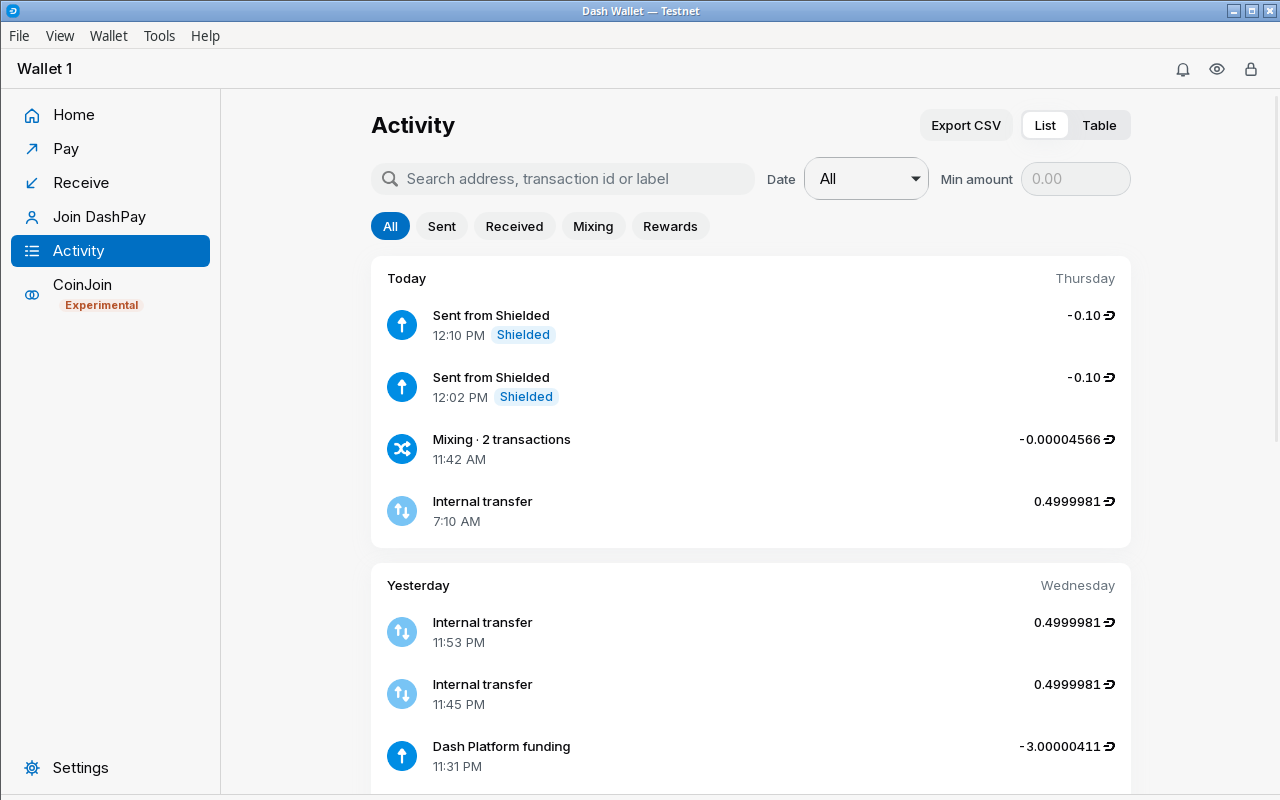 Dash Wallet — Testnet
File View Wallet Tools Help
Wallet 1
Home
Pay
Receive
Join DashPay
Activity
CoinJoin
Experimental
Settings
Activity
Export CSV
List
Table
Search address, transaction id or label
Date
All
Min amount
0.00
All
Sent
Received
Mixing
Rewards
Today
Thursday
Sent from Shielded
-0.10
12:10 PM Shielded
Sent from Shielded
-0.10
12:02 PM Shielded
Mixing · 2 transactions
-0.00004566
11:42 AM
Internal transfer
0.4999981
7:10 AM
Yesterday
Wednesday
Internal transfer
0.4999981
11:53 PM
Internal transfer
0.4999981
11:45 PM
Dash Platform funding
-3.00000411
11:31 PM